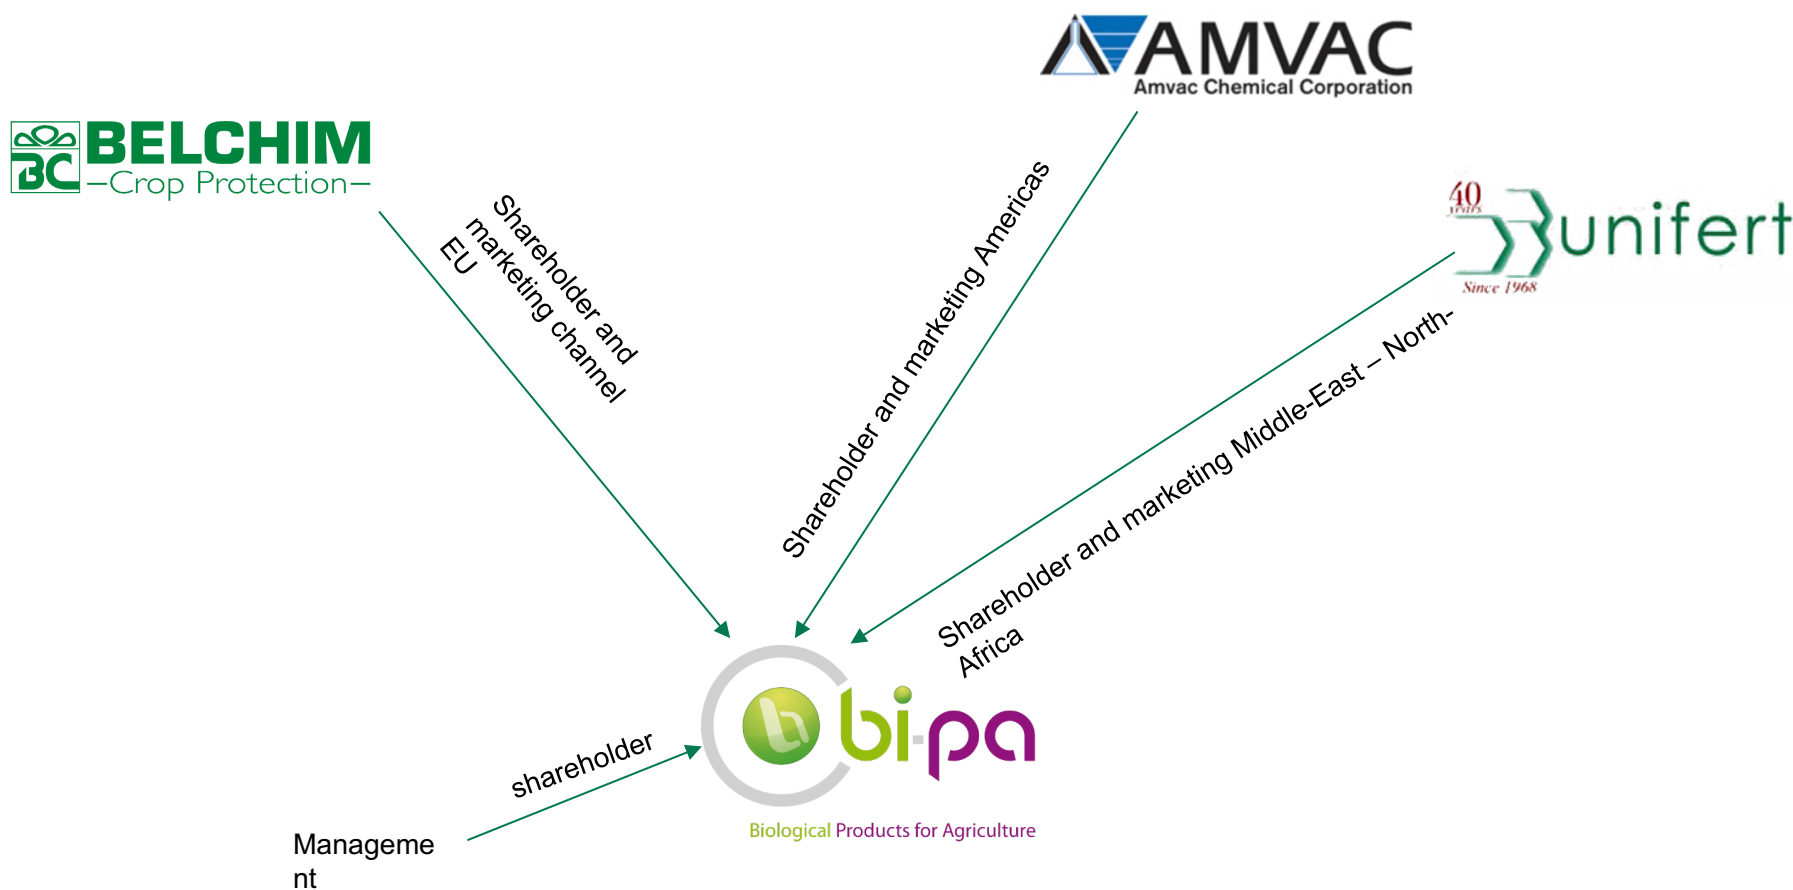 AMVAC
Amvac Chemical Corporation
BC
BELCHIM
Crop Protection
40
years
unifert
Since 1968
Shareholder and
marketing channel
EU
Shareholder and marketing Americas
Shareholder and marketing Middle-East – North-
Africa
shareholder
bi-pa
Biological Products for Agriculture
Manageme
nt